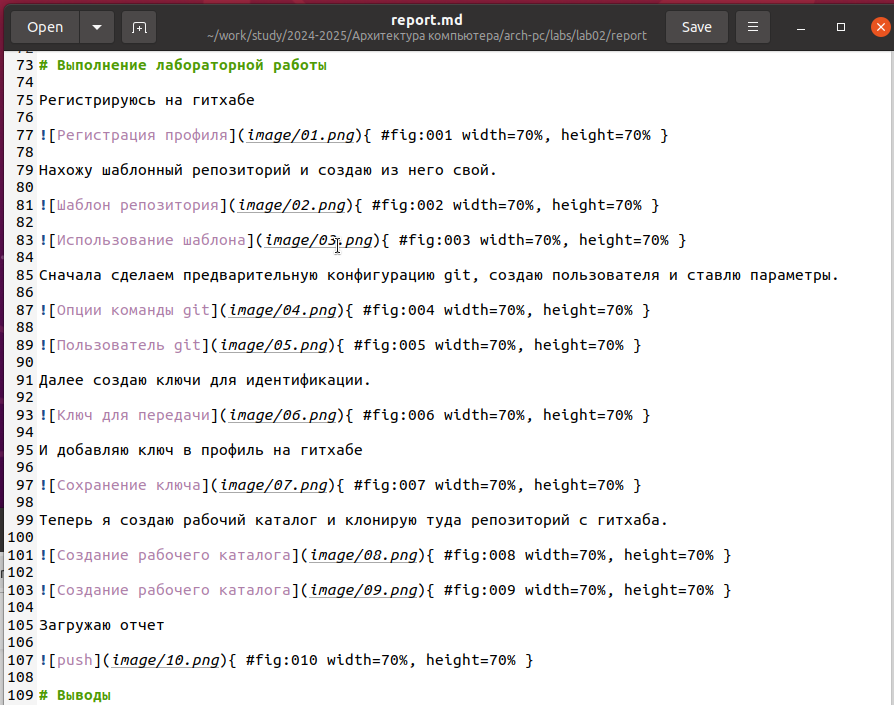 Open
report.md
~/work/study/2024-2025/Архитектура компьютера/arch-pc/labs/lab02/report
Save
72
73 # Выполнение лабораторной работы
74
75 Регистрируюсь на гитхабе
76
77 ![Регистрация профиля](image/01.png){ #fig:001 width=70%, height=70% }
78
79 Нахожу шаблонный репозиторий и создаю из него свой.
80
81 ![Шаблон репозитория](image/02.png){ #fig:002 width=70%, height=70% }
82
83 ![Использование шаблона](image/03.png){ #fig:003 width=70%, height=70% }
84
85 Сначала сделаем предварительную конфигурацию git, создаю пользователя и ставлю параметры.
86
87 ![Опции команды git](image/04.png){ #fig:004 width=70%, height=70% }
88
89 ![Пользователь git](image/05.png){ #fig:005 width=70%, height=70% }
90
91 Далее создаю ключи для идентификации.
92
93 ![Ключ для передачи](image/06.png){ #fig:006 width=70%, height=70% }
94
95 И добавляю ключ в профиль на гитхабе
96
97 ![Сохранение ключа](image/07.png){ #fig:007 width=70%, height=70% }
98
99 Теперь я создаю рабочий каталог и клонирую туда репозиторий с гитхаба.
100
101 ![Создание рабочего каталога](image/08.png){ #fig:008 width=70%, height=70% }
102
103 ![Создание рабочего каталога](image/09.png){ #fig:009 width=70%, height=70% }
104
105 Загружаю отчет
106
107 ![push](image/10.png){ #fig:010 width=70%, height=70% }
108
109 # Выводы